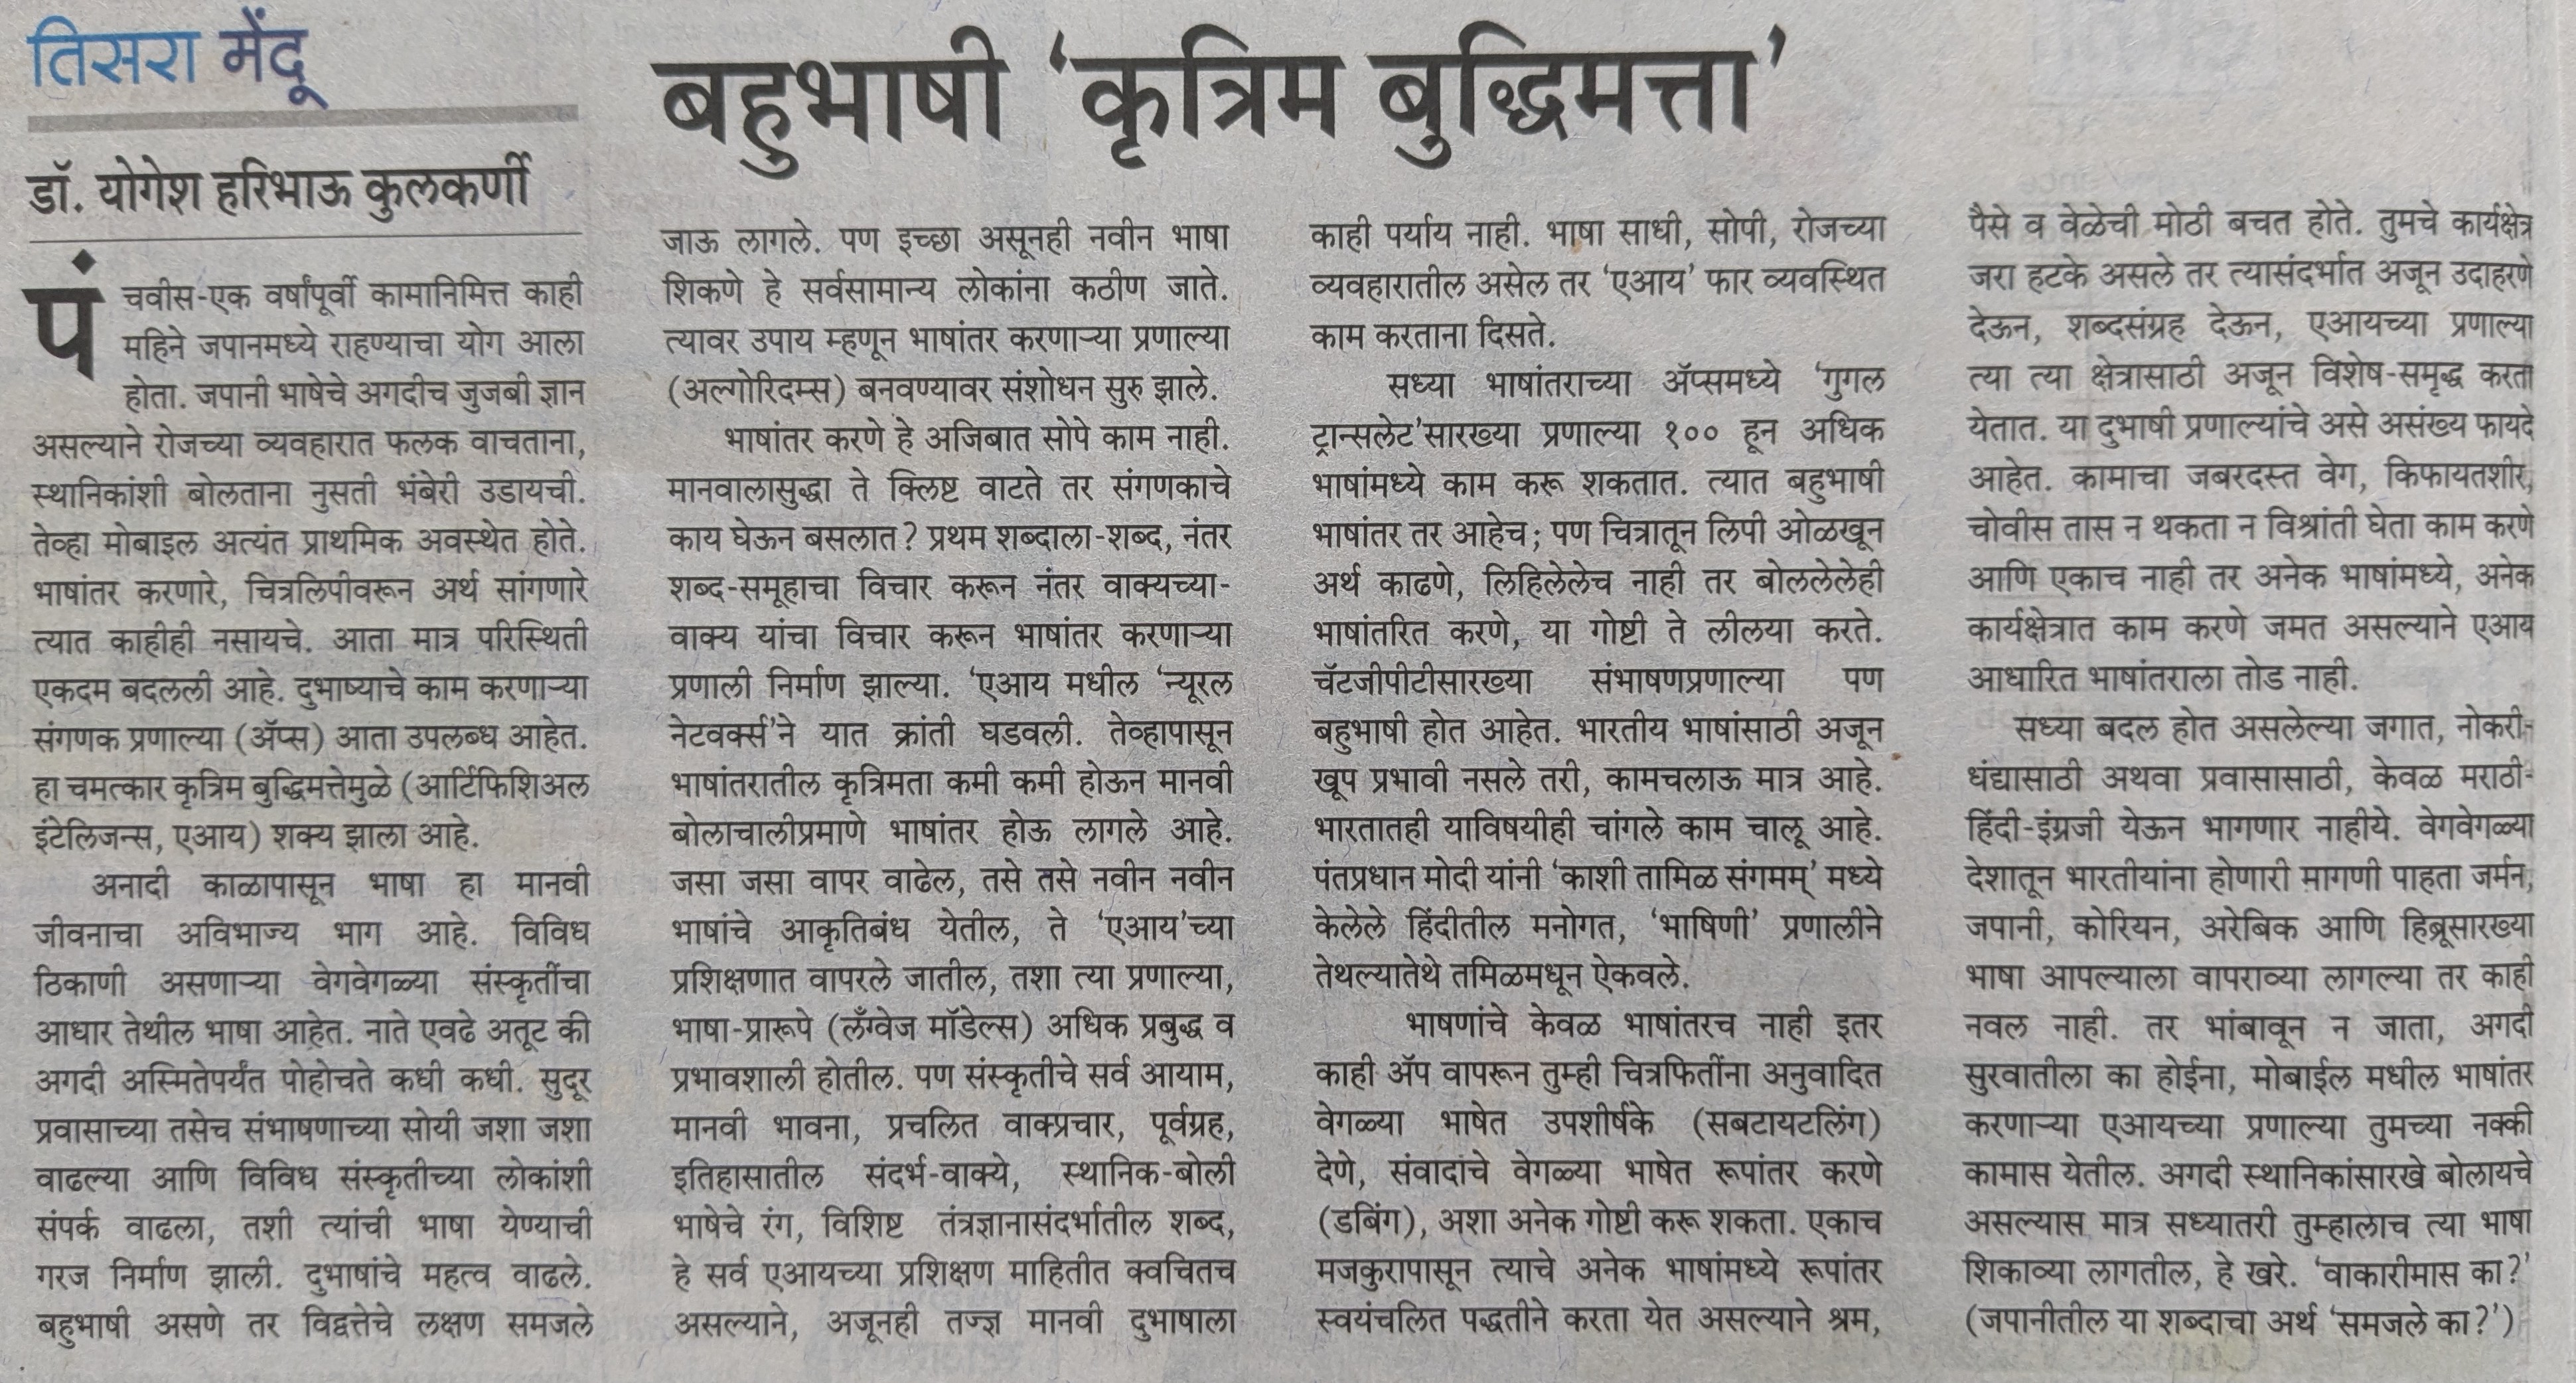 तिसरा मेंदू
बहुभाषी ‘कृत्रिम बुद्धिमत्ता’
डॉ. योगेश हरिभाऊ कुलकर्णी
पंचवीस-एक वर्षांपूर्वी कामानिमित्त काही
महिने जपानमध्ये राहण्याचा योग आला
होता. जपानी भाषेचे अगदीच जुजबी ज्ञान
असल्याने रोजच्या व्यवहारात फलक वाचताना,
स्थानिकांशी बोलताना नुसती भंबेरी उडायची.
तेव्हा मोबाइल अत्यंत प्राथमिक अवस्थेत होते.
भाषांतर करणारे, चित्रलिपीवरून अर्थ सांगणारे
त्यात काहीही नसायचे. आता मात्र परिस्थिती
एकदम बदलली आहे. दुभाष्याचे काम करणाऱ्या
संगणक प्रणाल्या (ॲप्स) आता उपलब्ध आहेत.
हा चमत्कार कृत्रिम बुद्धिमत्तेमुळे (आर्टिफिशिअल
इंटेलिजन्स, एआय) शक्य झाला आहे.
अनादी काळापासून भाषा हा मानवी
जीवनाचा अविभाज्य भाग आहे. विविध
ठिकाणी असणाऱ्या वेगवेगळ्या संस्कृतींचा
आधार तेथील भाषा आहेत. नाते एवढे अतूट की
अगदी अस्मितेपर्यंत पोहोचते कधी कधी. सुदूर
प्रवासाच्या तसेच संभाषणाच्या सोयी जशा जशा
वाढल्या आणि विविध संस्कृतीच्या लोकांशी
संपर्क वाढला, तशी त्यांची भाषा येण्याची
गरज निर्माण झाली. दुभाषांचे महत्व वाढले.
बहुभाषी असणे तर विद्वत्तेचे लक्षण समजले
जाऊ लागले. पण इच्छा असूनही नवीन भाषा
शिकणे हे सर्वसामान्य लोकांना कठीण जाते.
त्यावर उपाय म्हणून भाषांतर करणाऱ्या प्रणाल्या
(अल्गोरिदम्स) बनवण्यावर संशोधन सुरु झाले.
भाषांतर करणे हे अजिबात सोपे काम नाही.
मानवालासुद्धा ते क्लिष्ट वाटते तर संगणकाचे
काय घेऊन बसलात? प्रथम शब्दाला-शब्द, नंतर
शब्द-समूहाचा विचार करून नंतर वाक्यच्या-
वाक्य यांचा विचार करून भाषांतर करणाऱ्या
प्रणाली निर्माण झाल्या. ‘एआय मधील ‘न्यूरल
नेटवर्क्स’ने यात क्रांती घडवली. तेव्हापासून
भाषांतरातील कृत्रिमता कमी कमी होऊन मानवी
बोलाचालीप्रमाणे भाषांतर होऊ लागले आहे.
जसा जसा वापर वाढेल, तसे तसे नवीन नवीन
भाषांचे आकृतिबंध येतील, ते ‘एआय’च्या
प्रशिक्षणात वापरले जातील, तशा त्या प्रणाल्या,
भाषा-प्रारूपे (लँग्वेज मॉडेल्स) अधिक प्रबुद्ध व
प्रभावशाली होतील. पण संस्कृतीचे सर्व आयाम,
मानवी भावना, प्रचलित वाक्प्रचार, पूर्वग्रह,
इतिहासातील संदर्भ-वाक्ये, स्थानिक-बोली
भाषेचे रंग, विशिष्ट तंत्रज्ञानासंदर्भातील शब्द,
हे सर्व एआयच्या प्रशिक्षण माहितीत क्वचितच
असल्याने, अजूनही तज्ज्ञ मानवी दुभाषाला
काही पर्याय नाही. भाषा साधी, सोपी, रोजच्या
व्यवहारातील असेल तर ‘एआय’ फार व्यवस्थित
काम करताना दिसते.
सध्या भाषांतराच्या ॲप्समध्ये ‘गुगल
ट्रान्सलेट’सारख्या प्रणाल्या १०० हून अधिक
भाषांमध्ये काम करू शकतात. त्यात बहुभाषी
भाषांतर तर आहेच; पण चित्रातून लिपी ओळखून
अर्थ काढणे, लिहिलेलेच नाही तर बोललेलेही
भाषांतरित करणे, या गोष्टी ते लीलया करते.
चॅटजीपीटीसारख्या संभाषणप्रणाल्या पण
बहुभाषी होत आहेत. भारतीय भाषांसाठी अजून
खूप प्रभावी नसले तरी, कामचलाऊ मात्र आहे.
भारतातही याविषयीही चांगले काम चालू आहे.
पंतप्रधान मोदी यांनी ‘काशी तामिळ संगमम्’ मध्ये
केलेले हिंदीतील मनोगत, ‘भाषिणी’ प्रणालीने
तेथल्यातेथे तमिळमधून ऐकवले.
भाषणांचे केवळ भाषांतरच नाही इतर
काही ॲप वापरून तुम्ही चित्रफितींना अनुवादित
वेगळ्या भाषेत उपशीर्षके (सबटायटलिंग)
देणे, संवादांचे वेगळ्या भाषेत रूपांतर करणे
(डबिंग), अशा अनेक गोष्टी करू शकता. एकाच
मजकुरापासून त्याचे अनेक भाषांमध्ये रूपांतर
स्वयंचलित पद्धतीने करता येत असल्याने श्रम,
पैसे व वेळेची मोठी बचत होते. तुमचे कार्यक्षेत्र
जरा हटके असले तर त्यासंदर्भात अजून उदाहरणे
देऊन, शब्दसंग्रह देऊन, एआयच्या प्रणाल्या
त्या त्या क्षेत्रासाठी अजून विशेष-समृद्ध करता
येतात. या दुभाषी प्रणाल्यांचे असे असंख्य फायदे
आहेत. कामाचा जबरदस्त वेग, किफायतशीर,
चोवीस तास न थकता न विश्रांती घेता काम करणे
आणि एकाच नाही तर अनेक भाषांमध्ये, अनेक
कार्यक्षेत्रात काम करणे जमत असल्याने एआय
आधारित भाषांतराला तोड नाही.
सध्या बदल होत असलेल्या जगात, नोकरी-
धंद्यासाठी अथवा प्रवासासाठी, केवळ मराठी-
हिंदी-इंग्रजी येऊन भागणार नाहीये. वेगवेगळ्या
देशातून भारतीयांना होणारी मागणी पाहता जर्मन,
जपानी, कोरियन, अरेबिक आणि हिब्रूसारख्या
भाषा आपल्याला वापराव्या लागल्या तर काही
नवल नाही. तर भांबावून न जाता, अगदी
सुरवातीला का होईना, मोबाईल मधील भाषांतर
करणाऱ्या एआयच्या प्रणाल्या तुमच्या नक्की
कामास येतील. अगदी स्थानिकांसारखे बोलायचे
असल्यास मात्र सध्यातरी तुम्हालाच त्या भाषा
शिकाव्या लागतील, हे खरे. ‘वाकारीमास का?’
(जपानीतील या शब्दाचा अर्थ ‘समजले का?’)